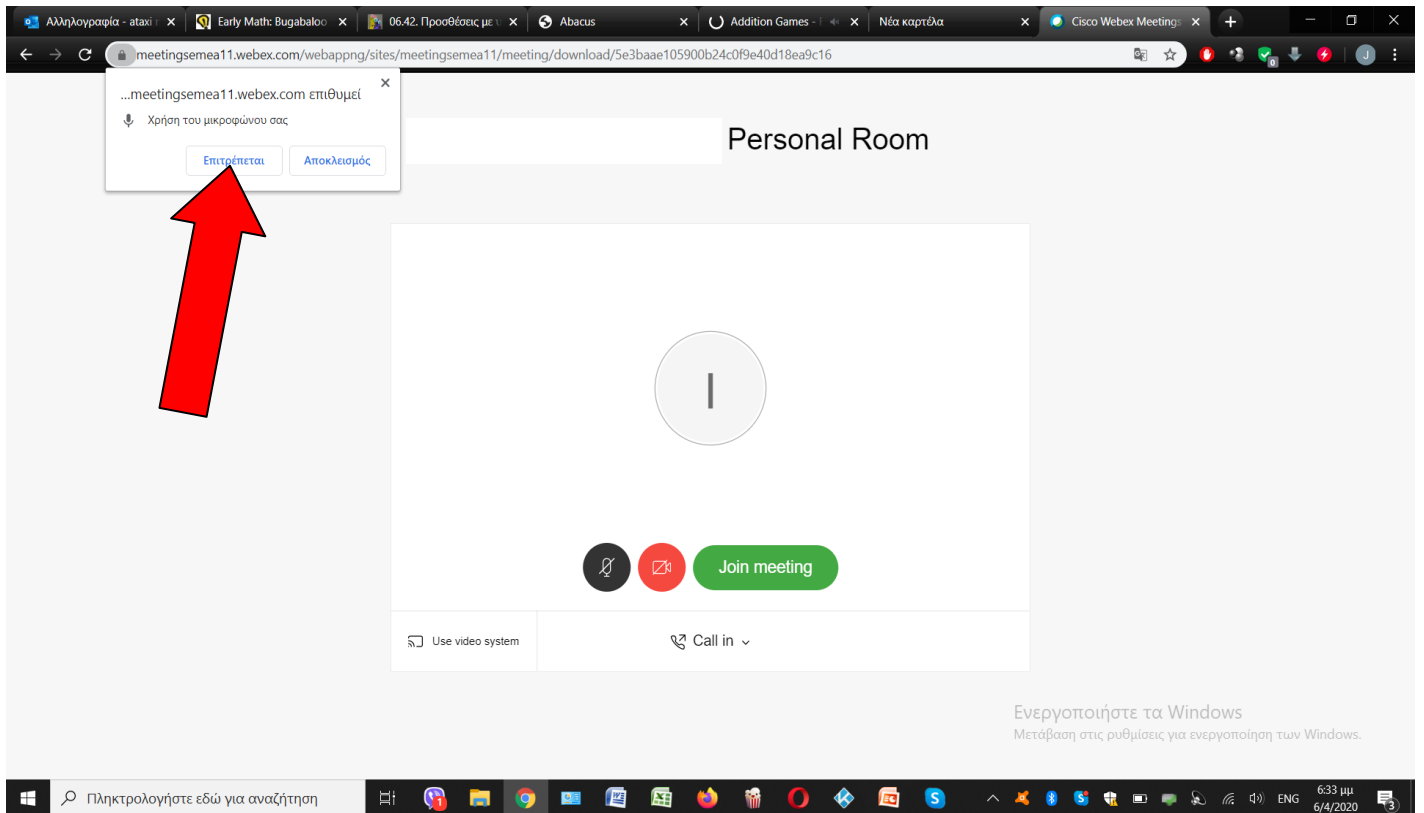 Αλληλογραφία - ataxi
Early Math: Bugabaloo
06.42. Προσθέσεις με
Abacus
Addition Games -
Νέα καρτέλα
Cisco Webex Meetings
meetingsemea11.webex.com/webappng/sites/meetingsemea11/meeting/download/5e3baae105900b24c0f9e40d18ea9c16
0
J
...meetingsemea11.webex.com επιθυμεί
Χρήση του μικροφώνου σας
Επιτρέπεται
Αποκλεισμός
Personal Room
I
Join meeting
Use video system
Call in
Ενεργοποιήστε τα Windows
Μετάβαση στις ρυθμίσεις για ενεργοποίηση των Windows.
Πληκτρολογήστε εδώ για αναζήτηση
1
ENG
6:33 μμ
6/4/2020
3